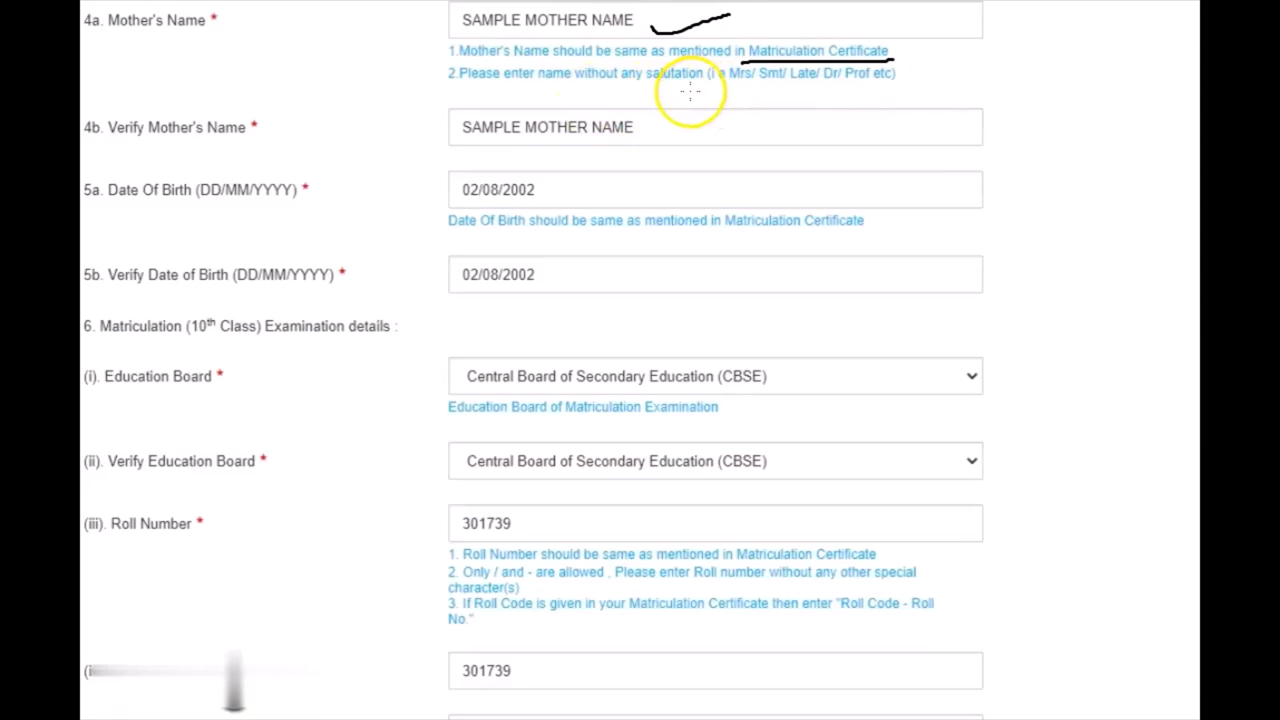 4a. Mother's Name *
SAMPLE MOTHER NAME
1.Mother's Name should be same as mentioned in Matriculation Certificate
2.Please enter name without any salutation (i e Mrs/ Smt/ Late/ Dr/ Prof etc)
4b. Verify Mother's Name *
SAMPLE MOTHER NAME
5a. Date Of Birth (DD/MM/YYYY) *
02/08/2002
Date Of Birth should be same as mentioned in Matriculation Certificate
5b. Verify Date of Birth (DD/MM/YYYY) *
02/08/2002
6. Matriculation (10th Class) Examination details :
(i). Education Board *
Central Board of Secondary Education (CBSE)
Education Board of Matriculation Examination
(ii). Verify Education Board *
Central Board of Secondary Education (CBSE)
(iii). Roll Number *
301739
1. Roll Number should be same as mentioned in Matriculation Certificate
2. Only / and - are allowed , Please enter Roll number without any other special
character(s)
3. If Roll Code is given in your Matriculation Certificate then enter "Roll Code - Roll
No."
301739